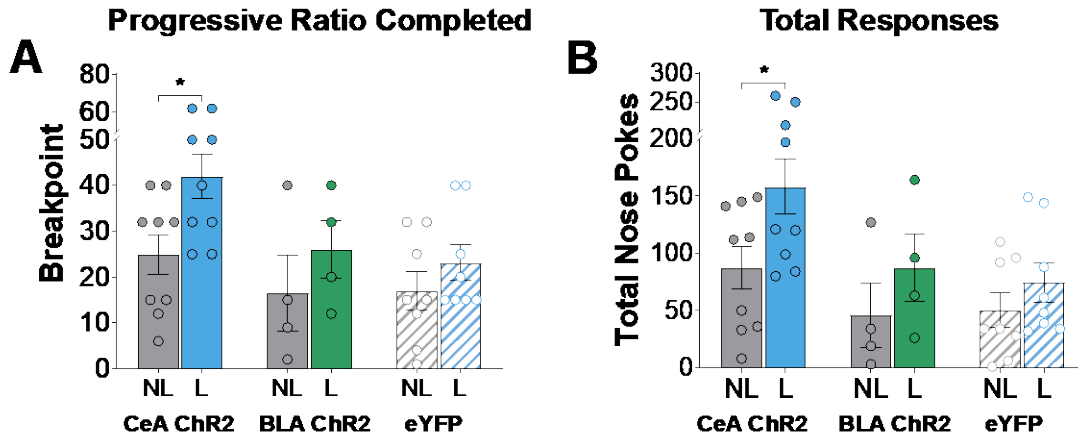 Progressive Ratio Completed
A
Breakpoint
80
60
50
40
30
20
10
0
*
NL L NL L NL L
CeA ChR2 BLA ChR2 eYFP
Total Responses
B
Total Nose Pokes
300
250
200
150
100
50
0
*
NL L NL L NL L
CeA ChR2 BLA ChR2 eYFP